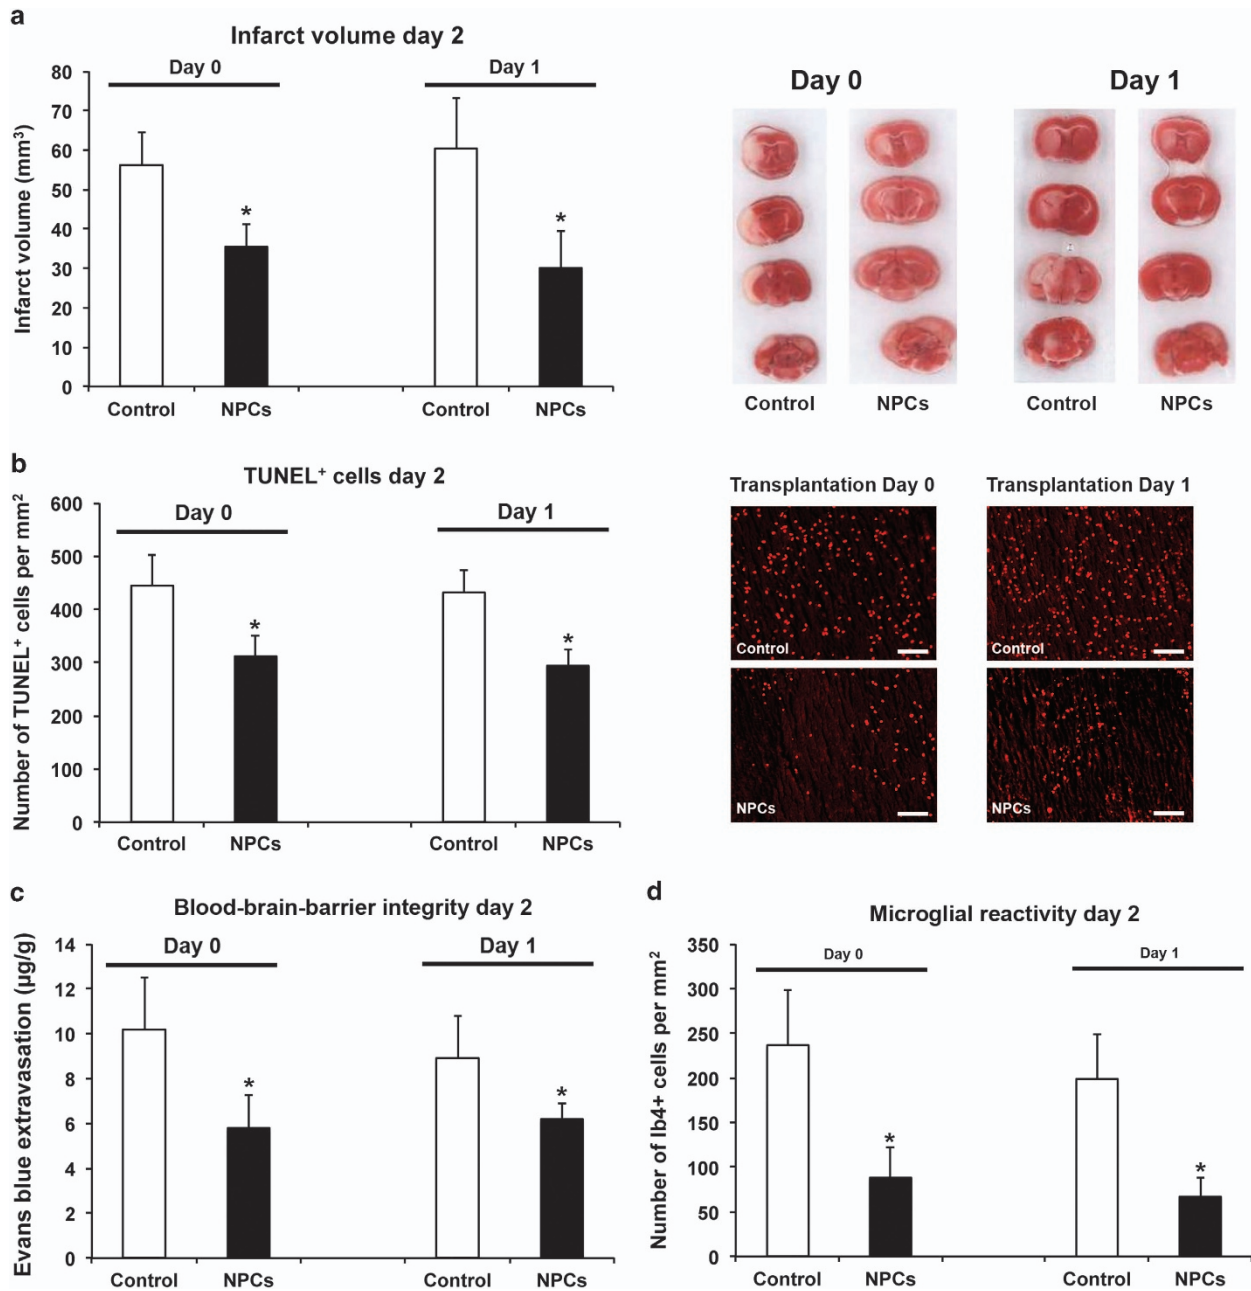 a
Infarct volume day 2
Day 0
Day 1
Infarct volume (mm³)
80
70
60
50
40
30
20
10
0
*
*
Control
NPCs
Control
NPCs
Day 0
Day 1
Control
NPCs
Control
NPCs
b
TUNEL⁺ cells day 2
Day 0
Day 1
Number of TUNEL⁺ cells per mm²
600
500
400
300
200
100
0
*
*
Control
NPCs
Control
NPCs
Transplantation Day 0
Transplantation Day 1
Control
Control
NPCs
NPCs
c
Blood-brain-barrier integrity day 2
Day 0
Day 1
Evans blue extravasation (µg/g)
14
12
10
8
6
4
2
0
*
*
Control
NPCs
Control
NPCs
d
Microglial reactivity day 2
Day 0
Day 1
Number of Ib4+ cells per mm²
350
300
250
200
150
100
50
0
*
*
Control
NPCs
Control
NPCs